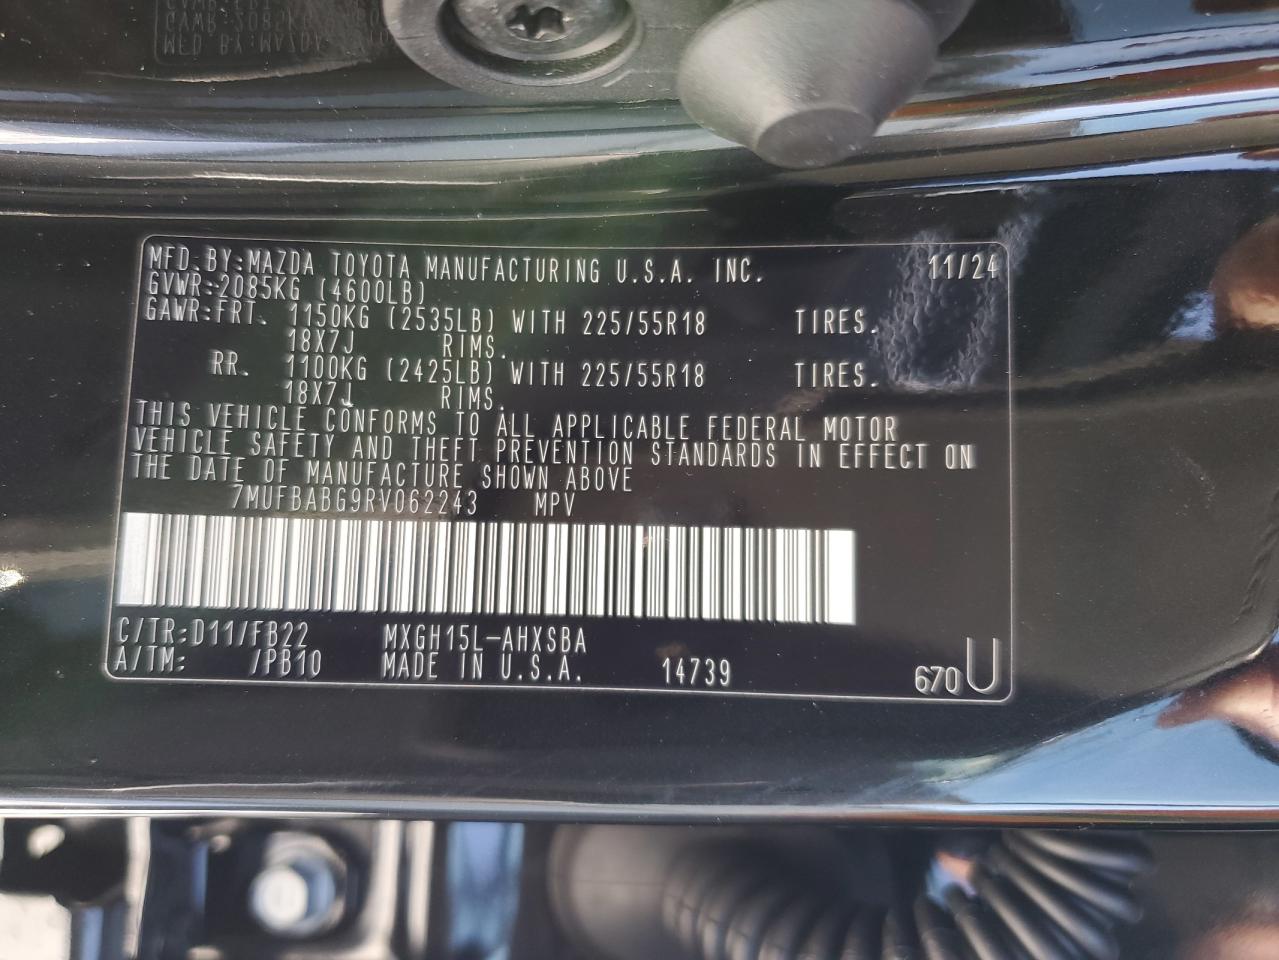 MFD.BY:MAZDA TOYOTA MANUFACTURING U.S.A. INC. 11/24
GVWR:2085KG (4600LB)
GAWR:FRT. 1150KG (2535LB) WITH 225/55R18 TIRES.
18X7J RIMS.
RR. 1100KG (2425LB) WITH 225/55R18 TIRES.
18X7J RIMS.
THIS VEHICLE CONFORMS TO ALL APPLICABLE FEDERAL MOTOR
VEHICLE SAFETY AND THEFT PREVENTION STANDARDS IN EFFECT ON
THE DATE OF MANUFACTURE SHOWN ABOVE
7MUFBABG9RV062243 MPV
C/TR:D11/FB22 MXGH15L-AHXSBA
A/TM: /PB10 MADE IN U.S.A. 14739 670U